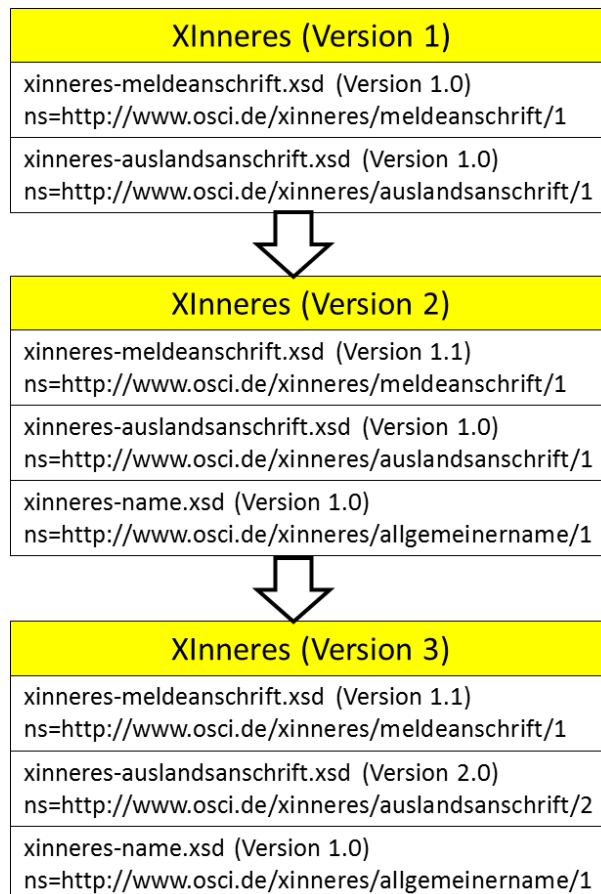 XInneres (Version 1)
xinneres-meldeanschrift.xsd (Version 1.0)
ns=http://www.osci.de/xinneres/meldeanschrift/1
xinneres-auslandsanschrift.xsd (Version 1.0)
ns=http://www.osci.de/xinneres/auslandsanschrift/1
XInneres (Version 2)
xinneres-meldeanschrift.xsd (Version 1.1)
ns=http://www.osci.de/xinneres/meldeanschrift/1
xinneres-auslandsanschrift.xsd (Version 1.0)
ns=http://www.osci.de/xinneres/auslandsanschrift/1
xinneres-name.xsd (Version 1.0)
ns=http://www.osci.de/xinneres/allgemeinername/1
XInneres (Version 3)
xinneres-meldeanschrift.xsd (Version 1.1)
ns=http://www.osci.de/xinneres/meldeanschrift/1
xinneres-auslandsanschrift.xsd (Version 2.0)
ns=http://www.osci.de/xinneres/auslandsanschrift/2
xinneres-name.xsd (Version 1.0)
ns=http://www.osci.de/xinneres/allgemeinername/1